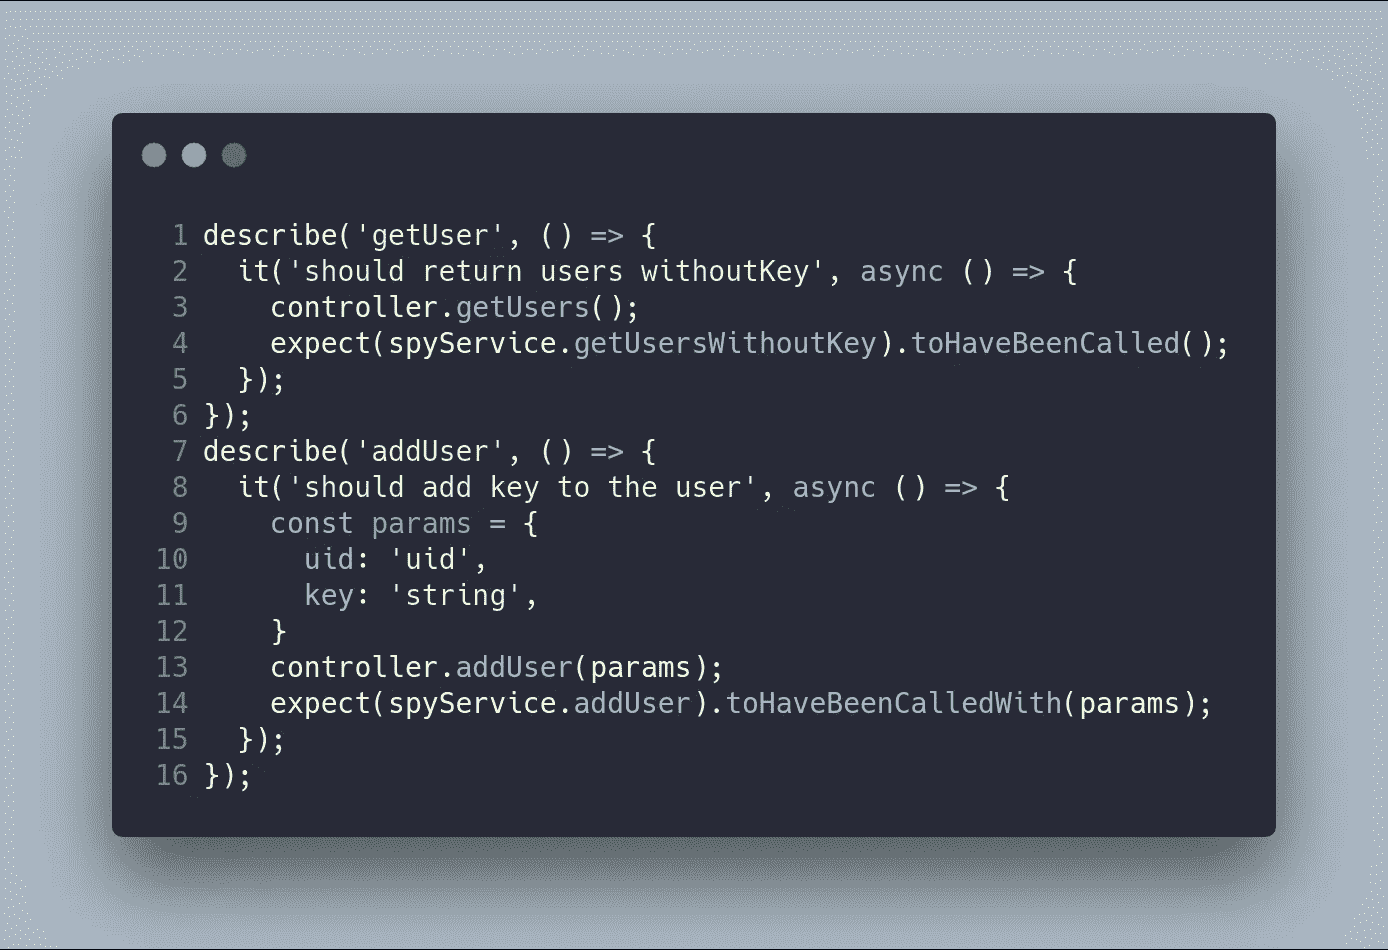 1 describe('getUser', () => {
2   it('should return users withoutKey', async () => {
3     controller.getUsers();
4     expect(spyService.getUsersWithoutKey).toHaveBeenCalled();
5   });
6 });
7 describe('addUser', () => {
8   it('should add key to the user', async () => {
9     const params = {
10       uid: 'uid',
11       key: 'string',
12     }
13     controller.addUser(params);
14     expect(spyService.addUser).toHaveBeenCalledWith(params);
15   });
16 });